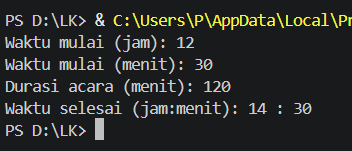 PS D:\LK> & C:\Users\P\AppData\Local\Pr
Waktu mulai (jam): 12
Waktu mulai (menit): 30
Durasi acara (menit): 120
Waktu selesai (jam:menit): 14 : 30
PS D:\LK>